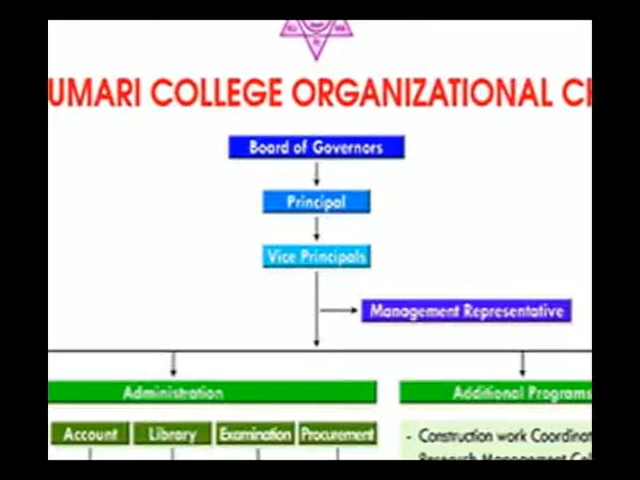 UMARI COLLEGE ORGANIZATIONAL CH
Board of Governors
Principal
Vice Principals
Management Representative
Administration
Additional Programs
Account
Library
Examination
Procurement
- Construction work Coordinat